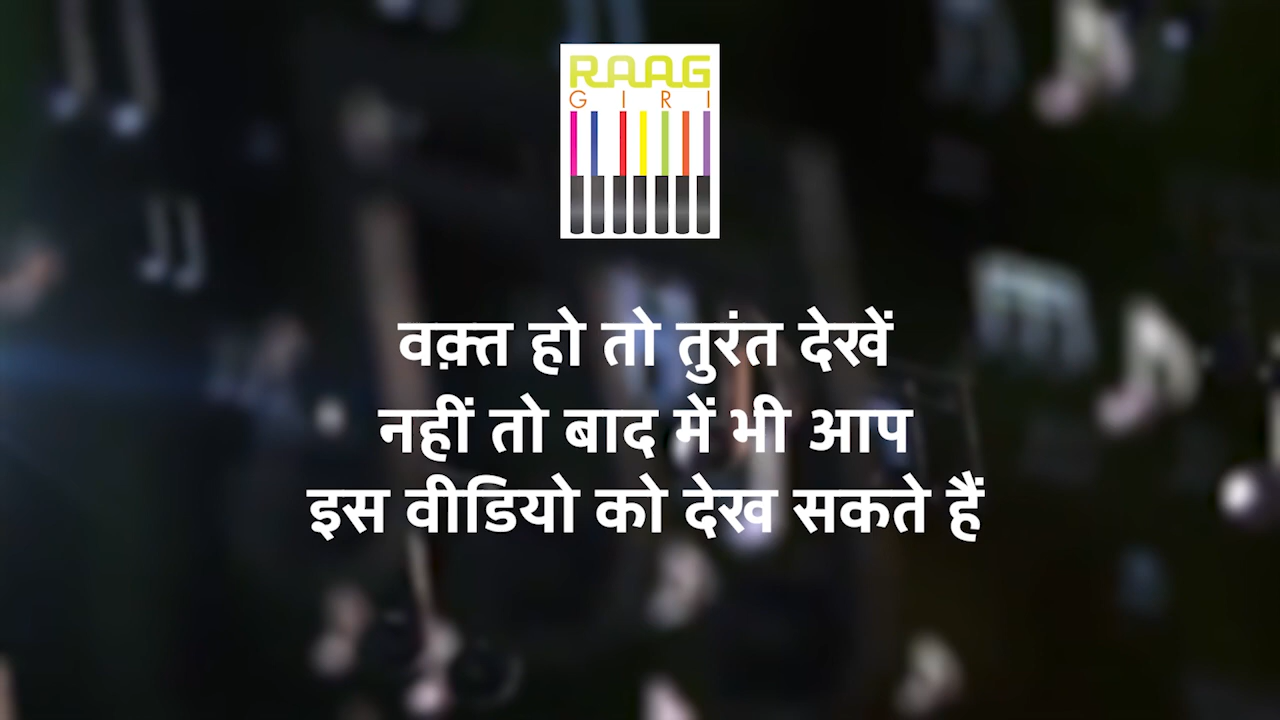 RAAG
GIRI
वक़्त हो तो तुरंत देखें
नहीं तो बाद में भी आप
इस वीडियो को देख सकते हैं